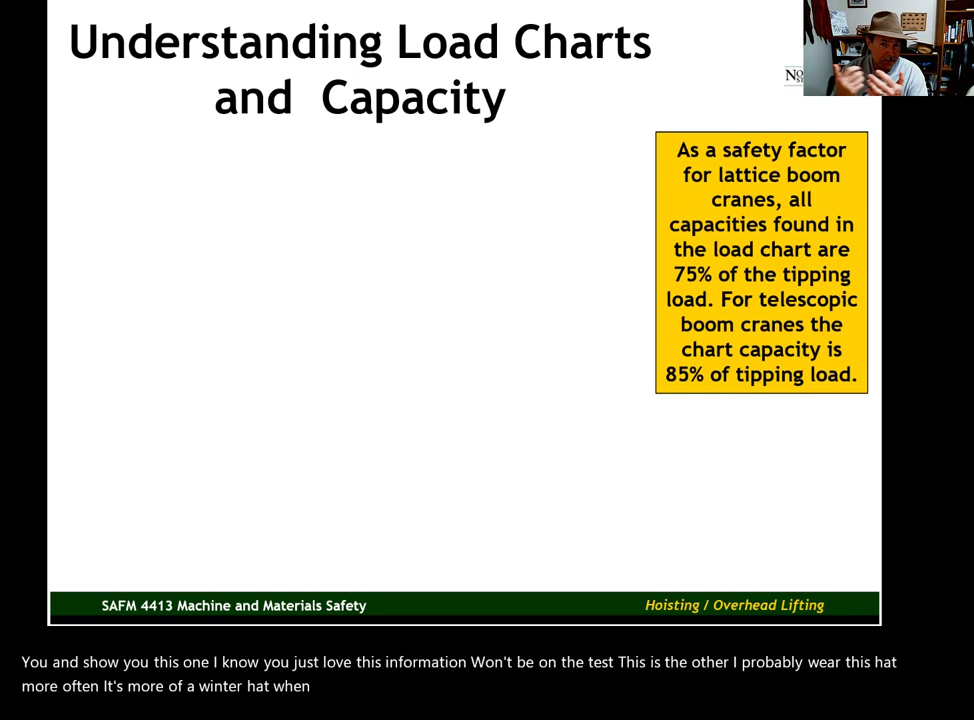 Understanding Load Charts
and Capacity
No
As a safety factor
for lattice boom
cranes, all
capacities found in
the load chart are
75% of the tipping
load. For telescopic
boom cranes the
chart capacity is
85% of tipping load.
SAFM 4413 Machine and Materials Safety
Hoisting / Overhead Lifting
You and show you this one I know you just love this information Won't be on the test This is the other I probably wear this hat
more often It's more of a winter hat when